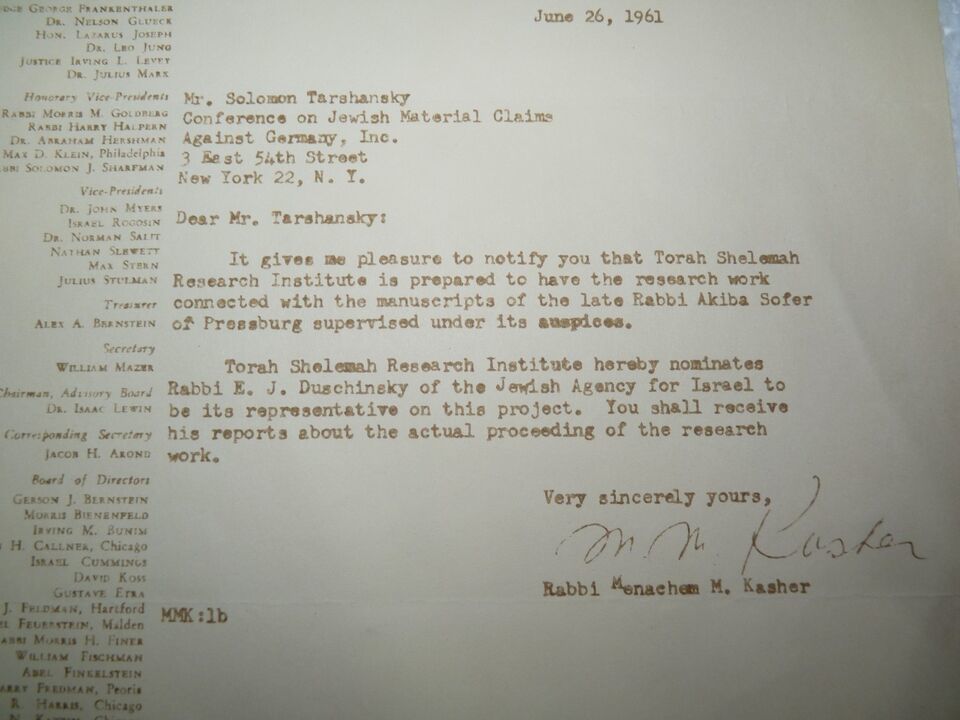 GEORGE FRANKENTHALER
DR. NELSON GLUECK
HON. LAZARUS JOSEPH
DR. LEO JUNG
JUSTICE IRVING L. LEVEY
DR. JULIUS MARX
Honorary Vice-Presidents
RABBI MORRIS M. GOLDBERG
RABBI HARRY HALPERN
DR. ABRAHAM HERSHMAN
MAX D. KLEIN, Philadelphia
SOLOMON J. SHARFMAN
Vice-Presidents
DR. JOHN MYERS
ISRAEL ROGOSIN
DR. NORMAN SALIT
NATHAN SLEWETT
MAX STERN
JULIUS STULMAN
Treasurer
ALEX A. BERNSTEIN
Secretary
WILLIAM MAZER
Chairman, Advisory Board
DR. ISAAC LEWIN
Corresponding Secretary
JACOB H. AROND
Board of Directors
GERSON J. BERNSTEIN
MORRIS BIENENFELD
IRVING M. BUNIM
H. CALLNER, Chicago
ISRAEL CUMMINGS
DAVID KOSS
GUSTAVE ETRA
J. FELDMAN, Hartford
FEUERSTEIN, Malden
MORRIS H. FINER
WILLIAM FISCHMAN
ABEL FINKELSTEIN
FREDMAN, Peoria
R. HARRIS, Chicago
June 26, 1961
Mr. Solomon Tarshansky
Conference on Jewish Material Claims
Against Germany, Inc.
3 East 54th Street
New York 22, N. Y.
Dear Mr. Tarshansky:
It gives me pleasure to notify you that Torah Shelemah
Research Institute is prepared to have the research work
connected with the manuscripts of the late Rabbi Akiba Sofer
of Pressburg supervised under its auspices.
Torah Shelemah Research Institute hereby nominates
Rabbi E. J. Duschinsky of the Jewish Agency for Israel to
be its representative on this project. You shall receive
his reports about the actual proceeding of the research
work.
Very sincerely yours,
M. M. Kasher
Rabbi Menachem M. Kasher
MMK:lb